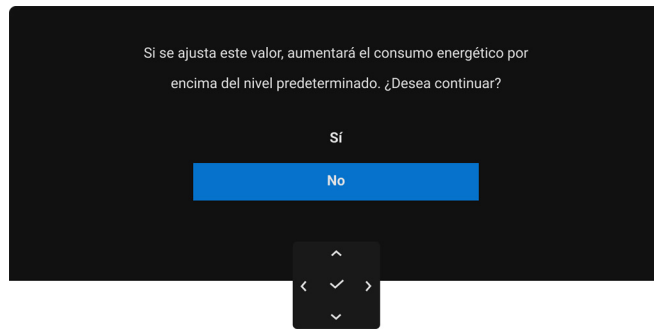 Si se ajusta este valor, aumentará el consumo energético por
encima del nivel predeterminado. ¿Desea continuar?
Sí
No